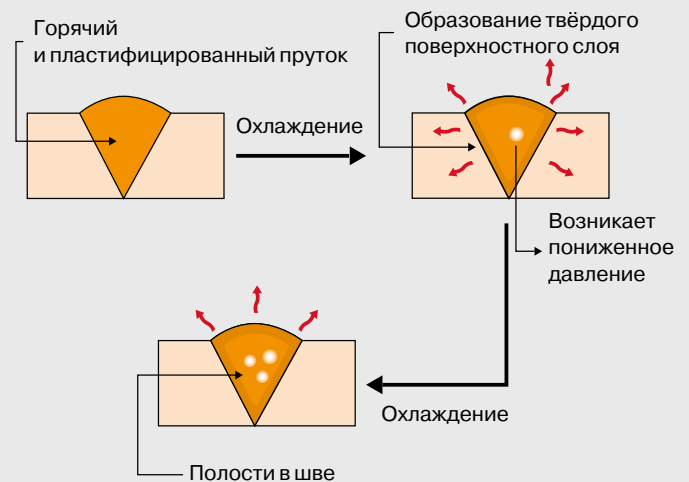 Горячий
и пластифицированный пруток
Охлаждение
Образование твёрдого
поверхностного слоя
Возникает
пониженное
давление
Охлаждение
Полости в шве